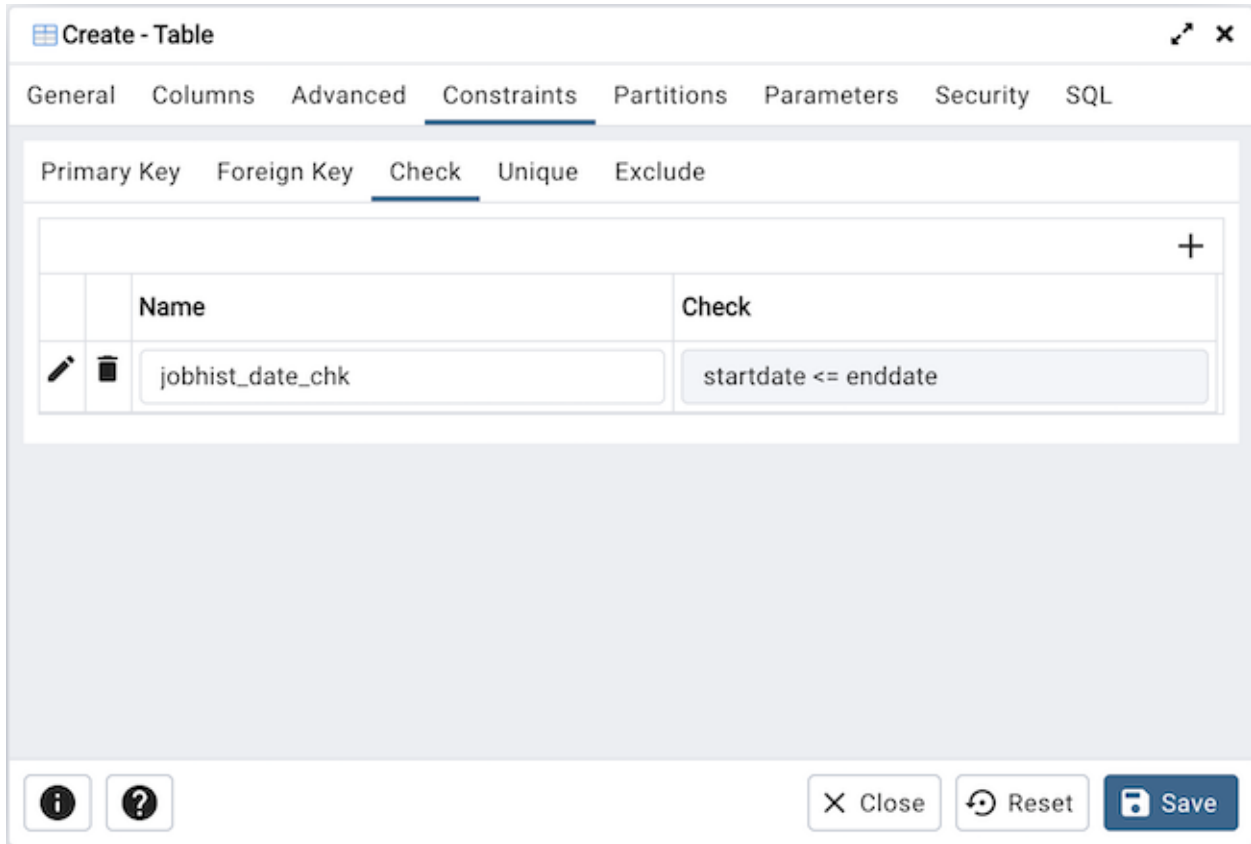 Create - Table
General Columns Advanced Constraints Partitions Parameters Security SQL
Primary Key Foreign Key Check Unique Exclude
Name Check
jobhist_date_chk startdate <= enddate
Close Reset Save